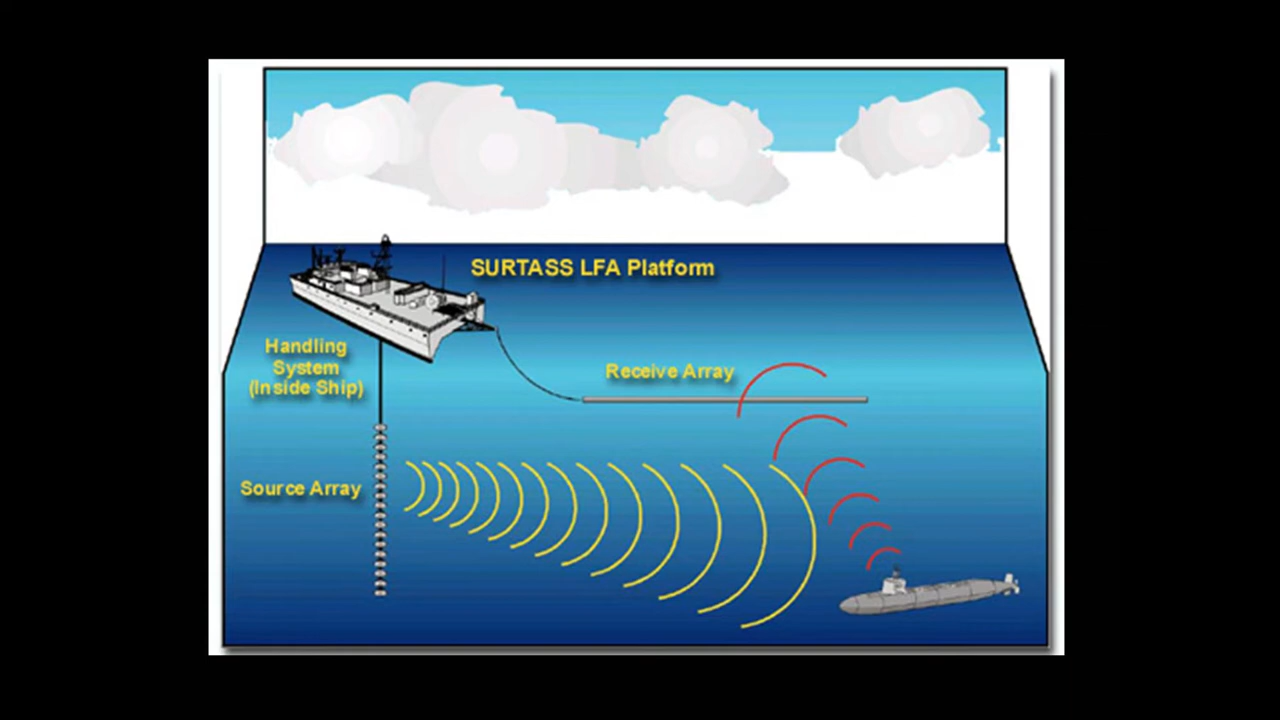 SURTASS LFA Platform
Handling
System
(Inside Ship)
Receive Array
Source Array